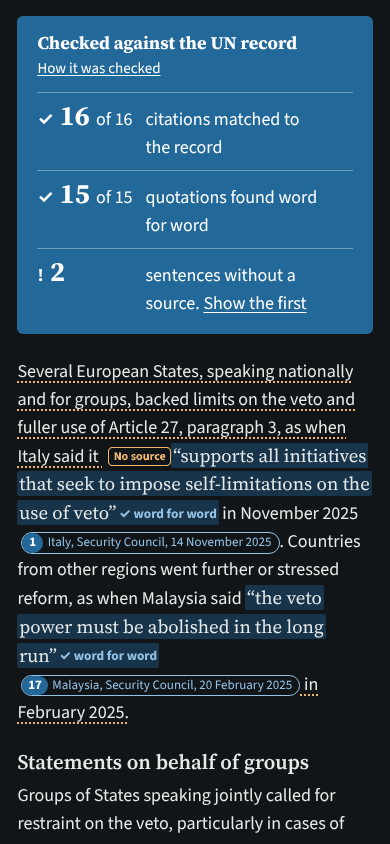 Checked against the UN record
How it was checked
✓ 16 of 16 citations matched to
the record
✓ 15 of 15 quotations found word
for word
! 2 sentences without a
source. Show the first
Several European States, speaking nationally
and for groups, backed limits on the veto and
fuller use of Article 27, paragraph 3, as when
Italy said it No source “supports all initiatives
that seek to impose self-limitations on the
use of veto” ✓ word for word in November 2025
1 Italy, Security Council, 14 November 2025 . Countries
from other regions went further or stressed
reform, as when Malaysia said “the veto
power must be abolished in the long
run” ✓ word for word
17 Malaysia, Security Council, 20 February 2025 in
February 2025.
Statements on behalf of groups
Groups of States speaking jointly called for
restraint on the veto, particularly in cases of